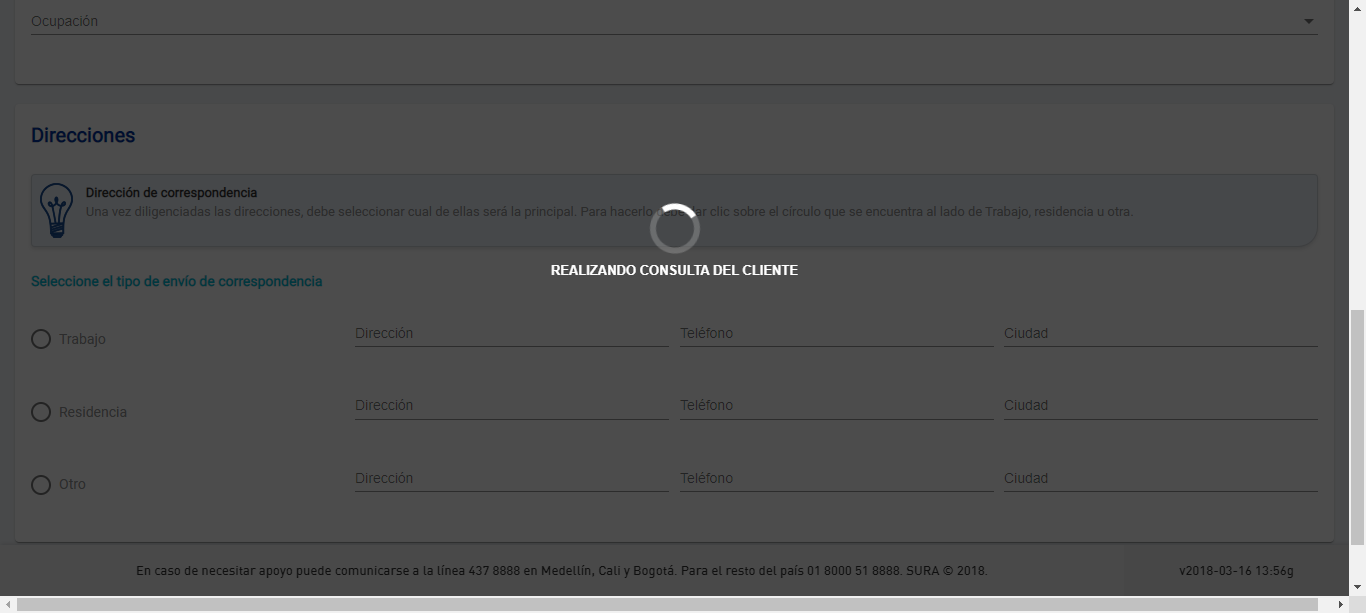 Ocupación
Direcciones
Dirección de correspondencia
Una vez diligenciadas las direcciones, debe seleccionar cual de ellas será la principal. Para hacerlo debe dar clic sobre el círculo que se encuentra al lado de Trabajo, residencia u otra.
REALIZANDO CONSULTA DEL CLIENTE
Seleccione el tipo de envío de correspondencia
Trabajo Dirección Teléfono Ciudad
Residencia Dirección Teléfono Ciudad
Otro Dirección Teléfono Ciudad
En caso de necesitar apoyo puede comunicarse a la línea 437 8888 en Medellín, Cali y Bogotá. Para el resto del país 01 8000 51 8888. SURA © 2018. v2018-03-16 13:56g